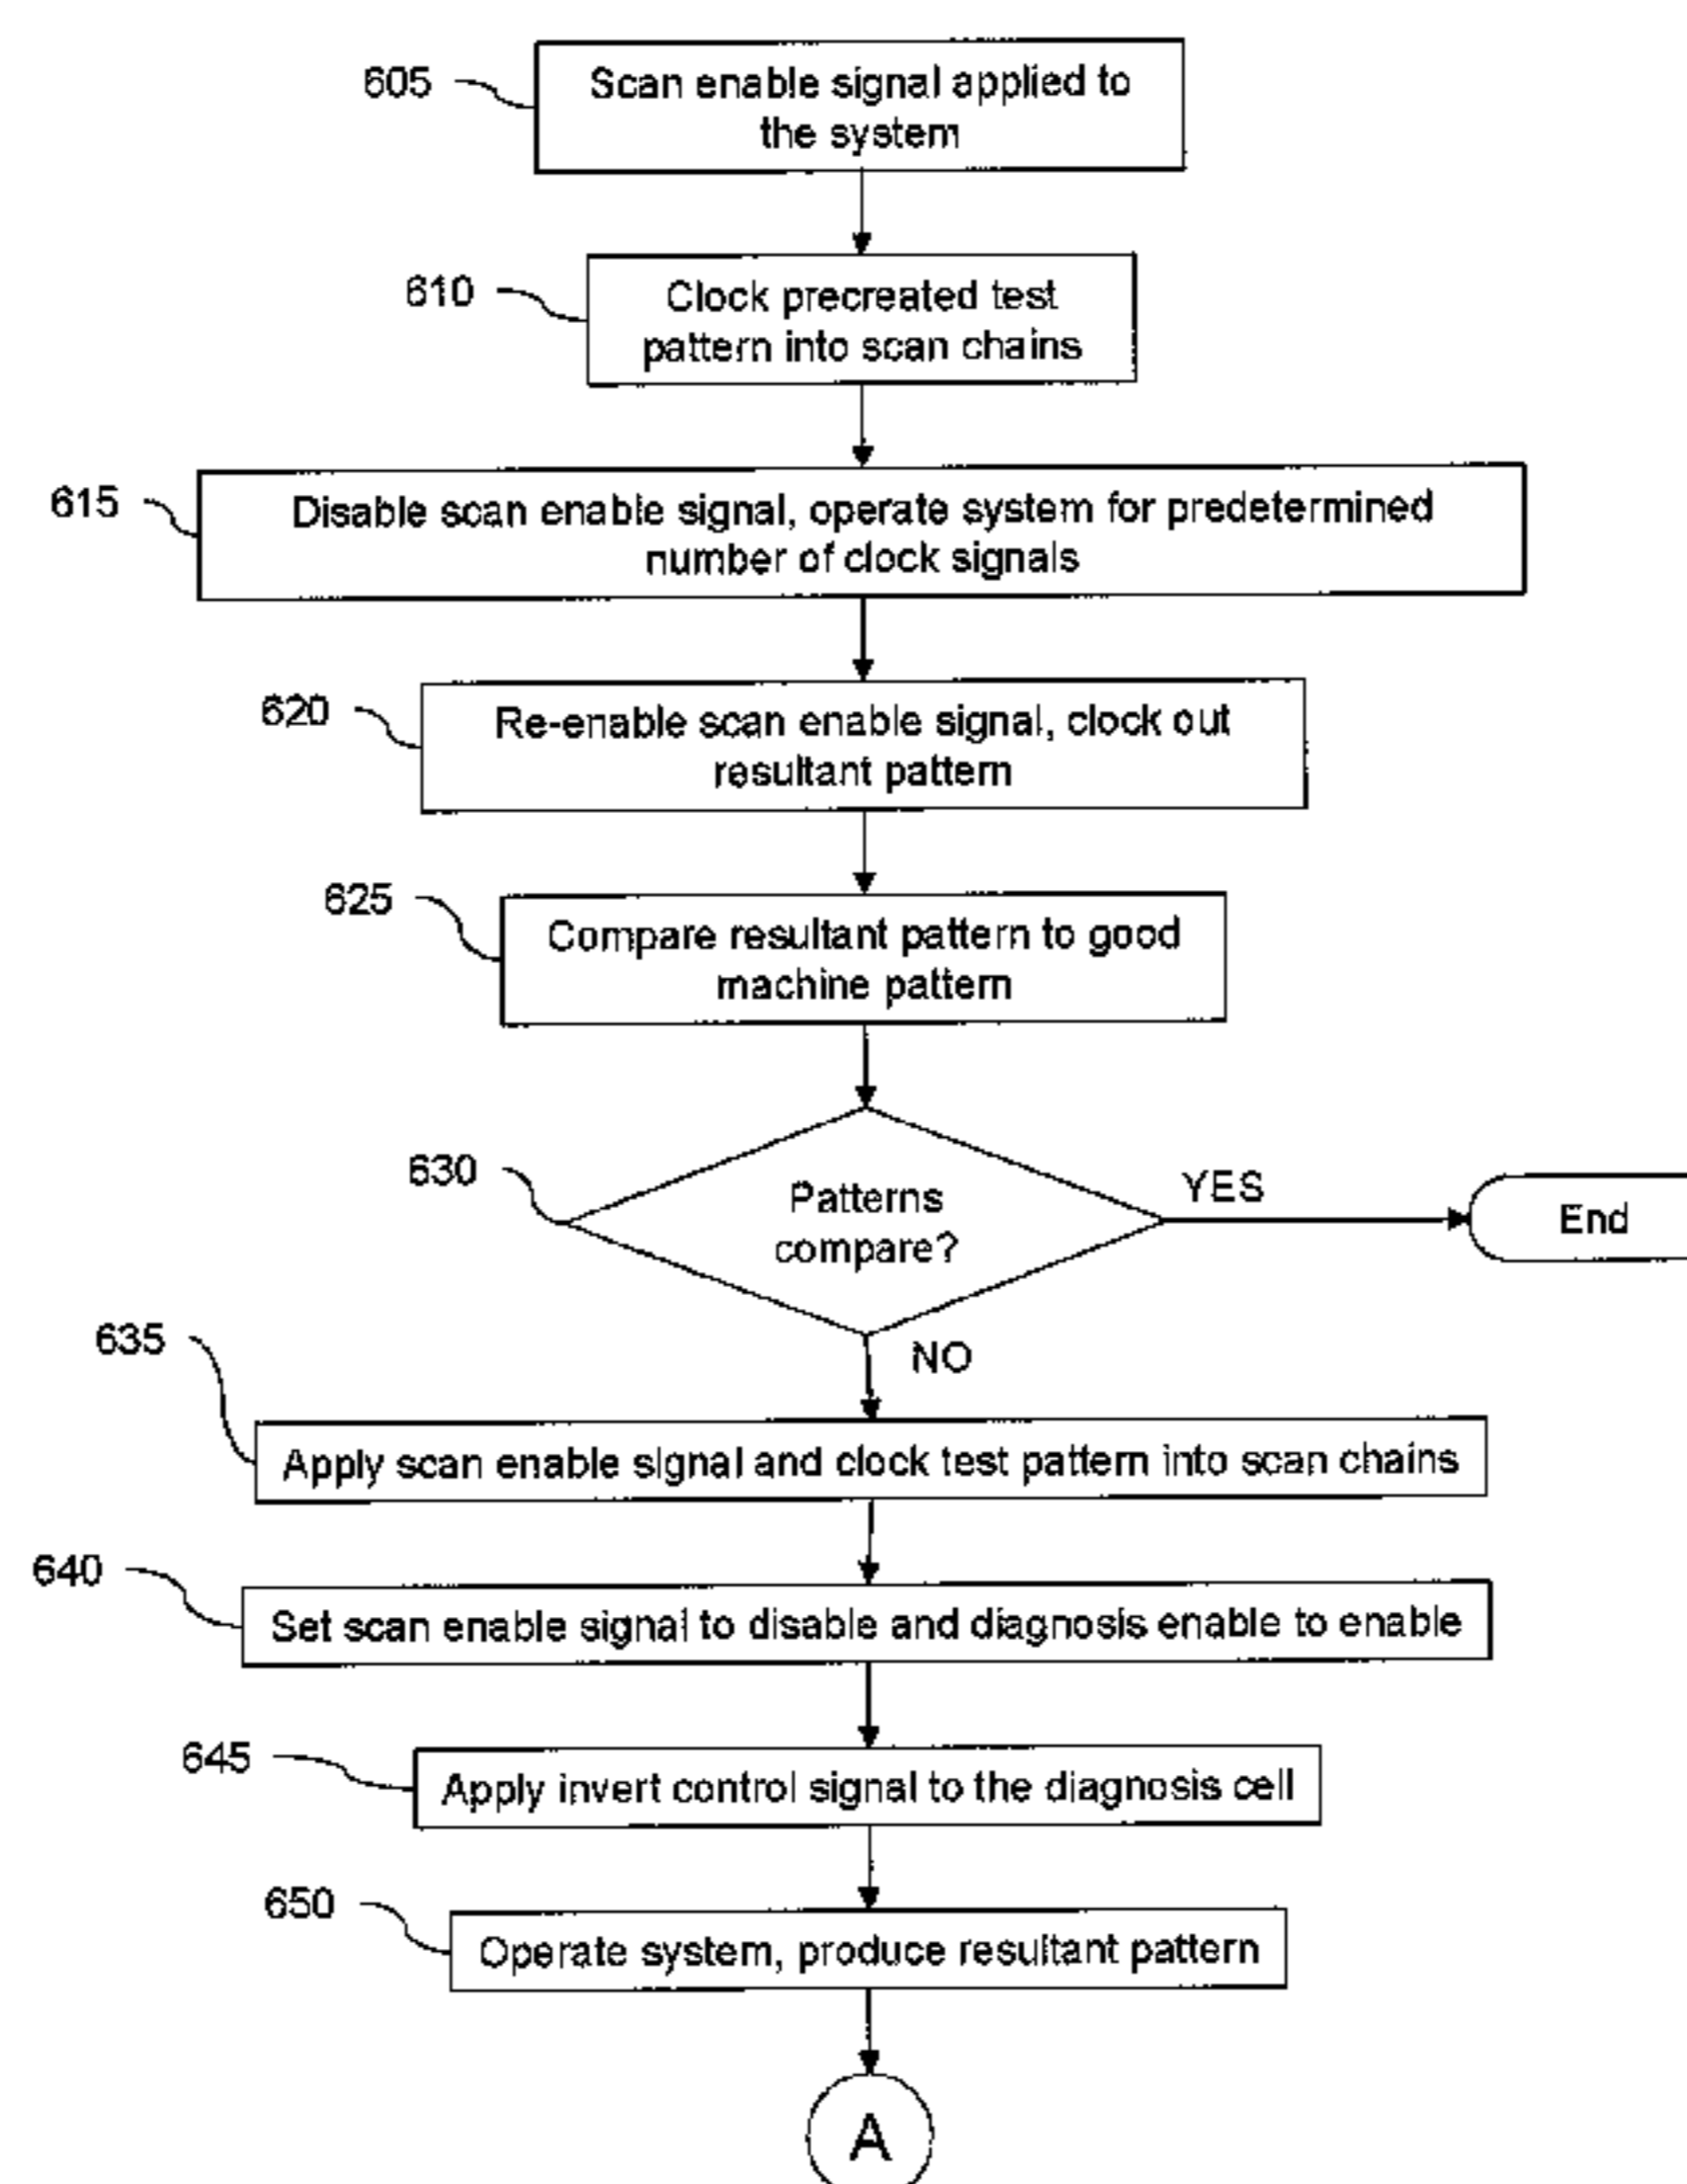 605
Scan enable signal applied to
the system
610
Clock precreated test
pattern into scan chains
615
Disable scan enable signal, operate system for predetermined
number of clock signals
620
Re-enable scan enable signal, clock out
resultant pattern
625
Compare resultant pattern to good
machine pattern
630
Patterns
compare?
YES
End
NO
635
Apply scan enable signal and clock test pattern into scan chains
640
Set scan enable signal to disable and diagnosis enable to enable
645
Apply invert control signal to the diagnosis cell
650
Operate system, produce resultant pattern
A